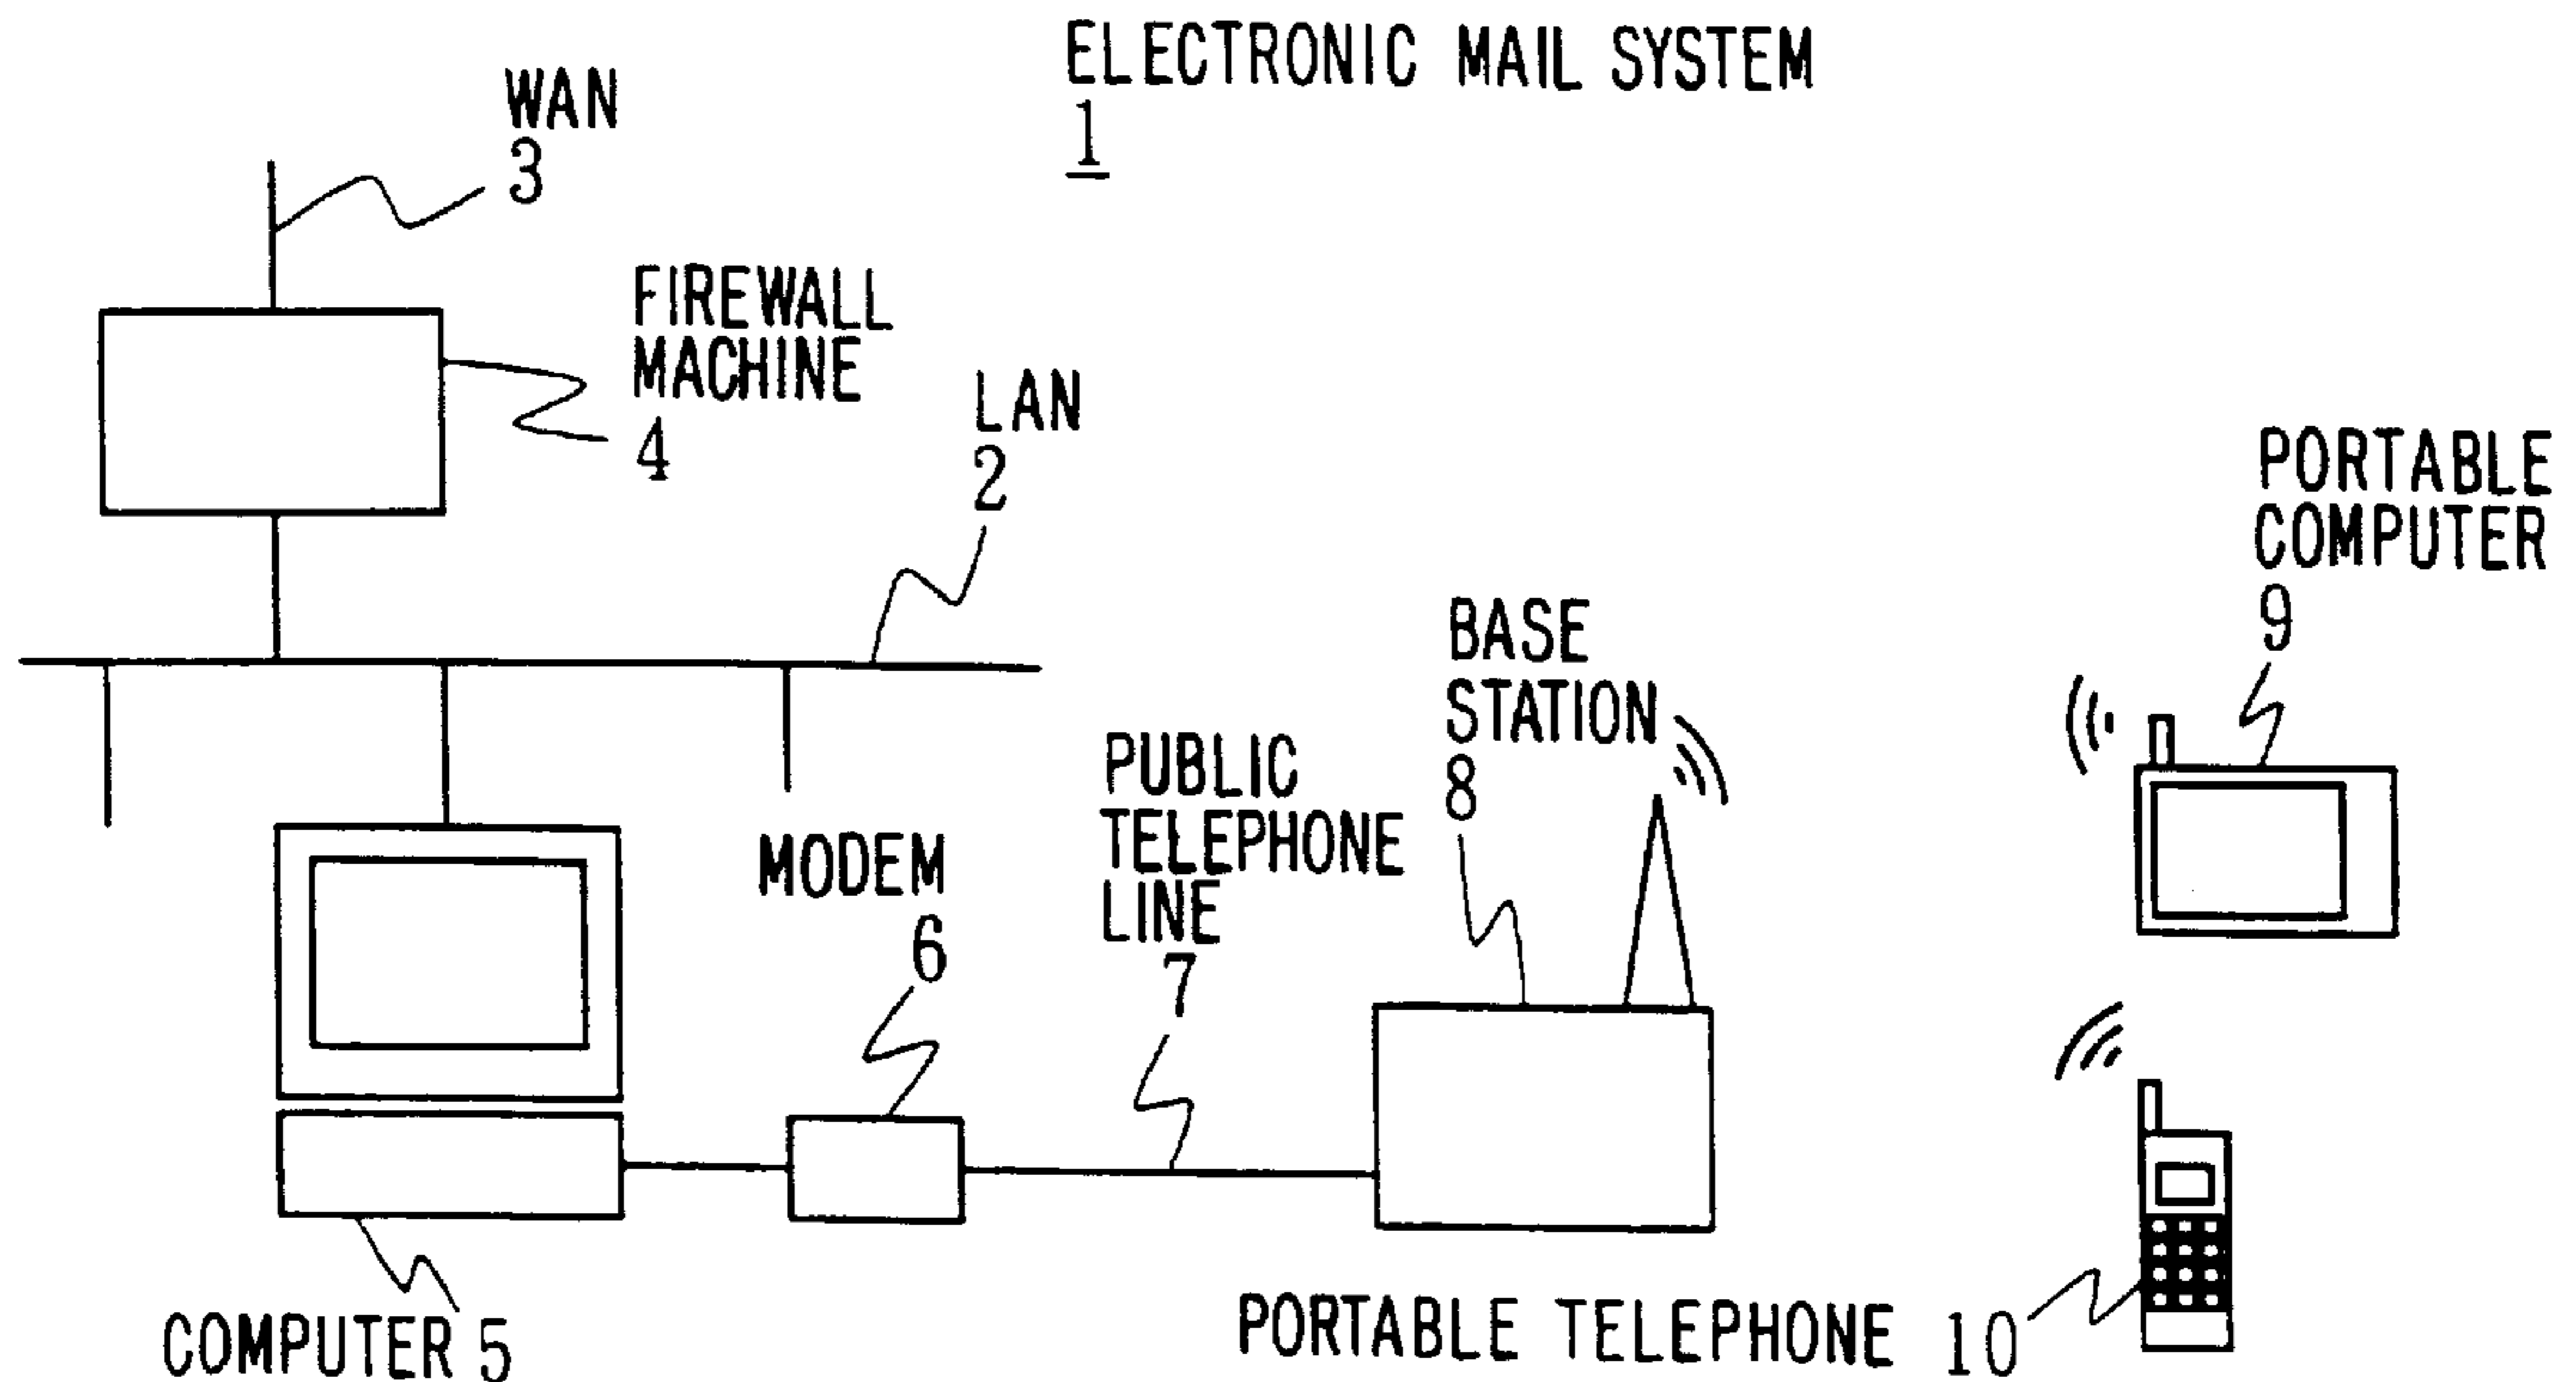 ELECTRONIC MAIL SYSTEM
1
WAN
3
FIREWALL
MACHINE
4
LAN
2
PORTABLE
COMPUTER
9
BASE
STATION
8
PUBLIC
TELEPHONE
LINE
7
MODEM
6
COMPUTER 5
PORTABLE TELEPHONE 10